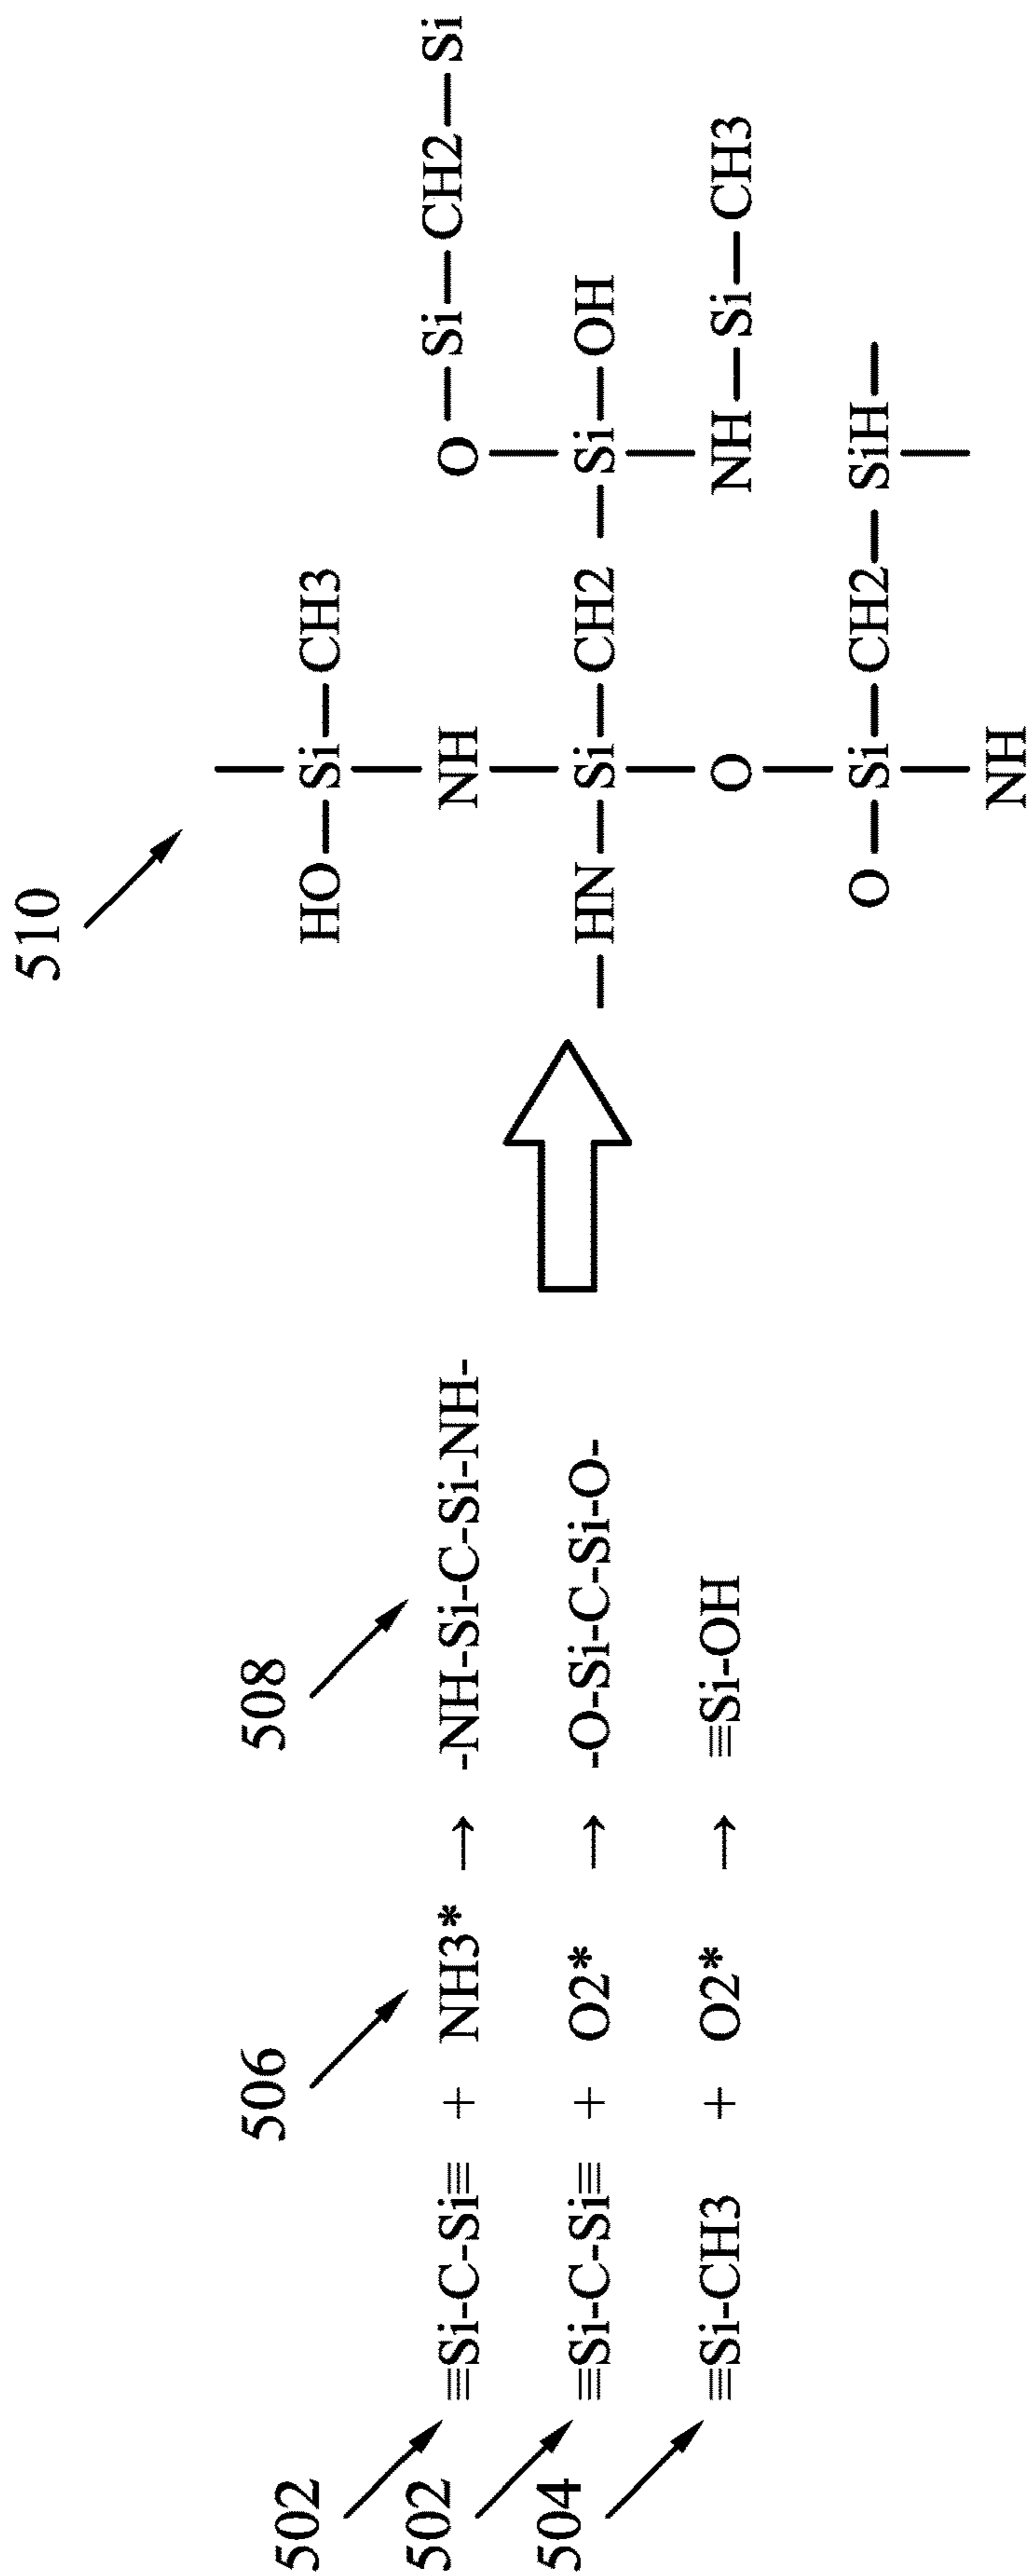 510
HO—Si—CH3
NH
O—Si—CH2—Si
—HN—Si—CH2—Si—OH
O
NH—Si—CH3
O—Si—CH2—SiH—
NH
506
508
502
≡Si-C-Si≡ + NH3* → -NH-Si-C-Si-NH-
502
≡Si-C-Si≡ + O2* → -O-Si-C-Si-O-
504
≡Si-CH3 + O2* → ≡Si-OH